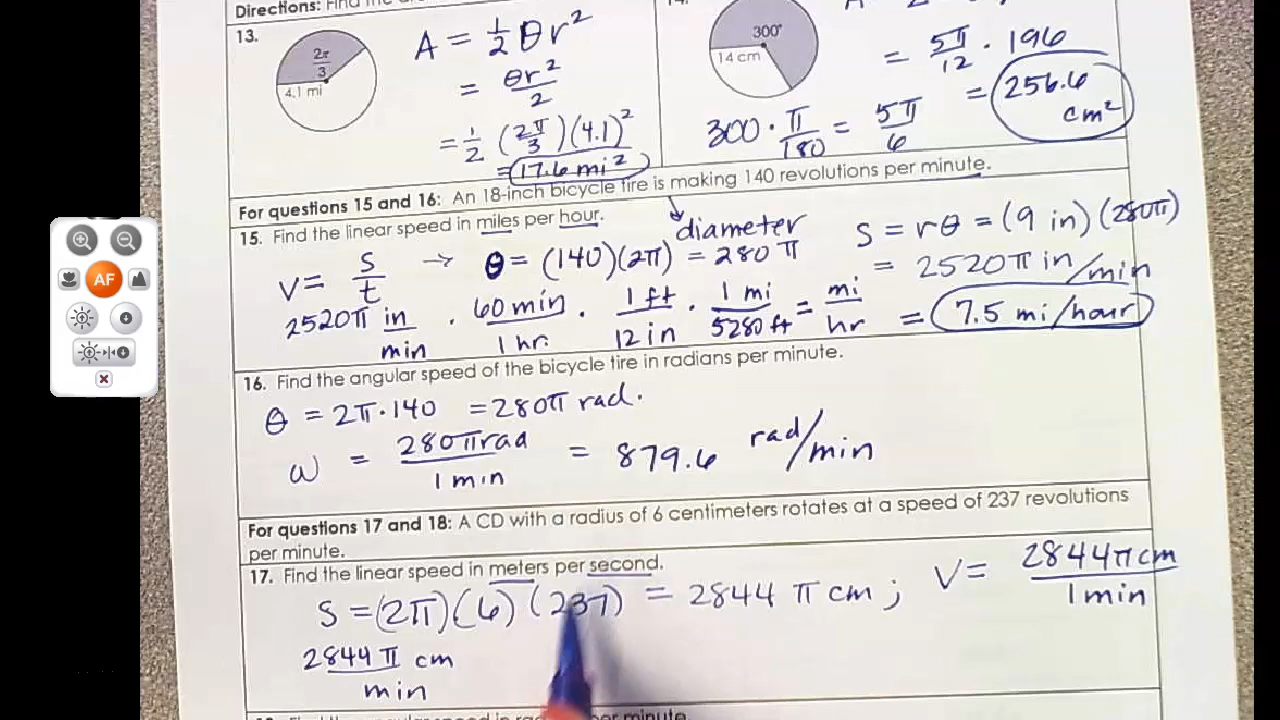 Directions: Find the
13.
2π/3
4.1 mi
A = 1/2 θr²
= θr²/2
= 1/2 (2π/3)(4.1)²
= 17.6 mi²
300°
14 cm
= 5π/12 · 196
= 256.6 cm²
300 · π/180 = 5π/6
For questions 15 and 16: An 18-inch bicycle tire is making 140 revolutions per minute.
15. Find the linear speed in miles per hour.
diameter
V = s/t → θ = (140)(2π) = 280π
s = rθ = (9 in)(280π)
= 2520π in/min
2520π in/min · 60 min/1 hr. · 1 ft/12 in · 1 mi/5280 ft = mi/hr = 7.5 mi/hour
16. Find the angular speed of the bicycle tire in radians per minute.
θ = 2π·140 = 280π rad.
ω = 280π rad/1 min = 879.6 rad/min
For questions 17 and 18: A CD with a radius of 6 centimeters rotates at a speed of 237 revolutions
per minute.
17. Find the linear speed in meters per second.
S = (2π)(6)(237) = 2844 π cm ; V = 2844π cm/1 min
2844 π cm/min
per minute.
AF